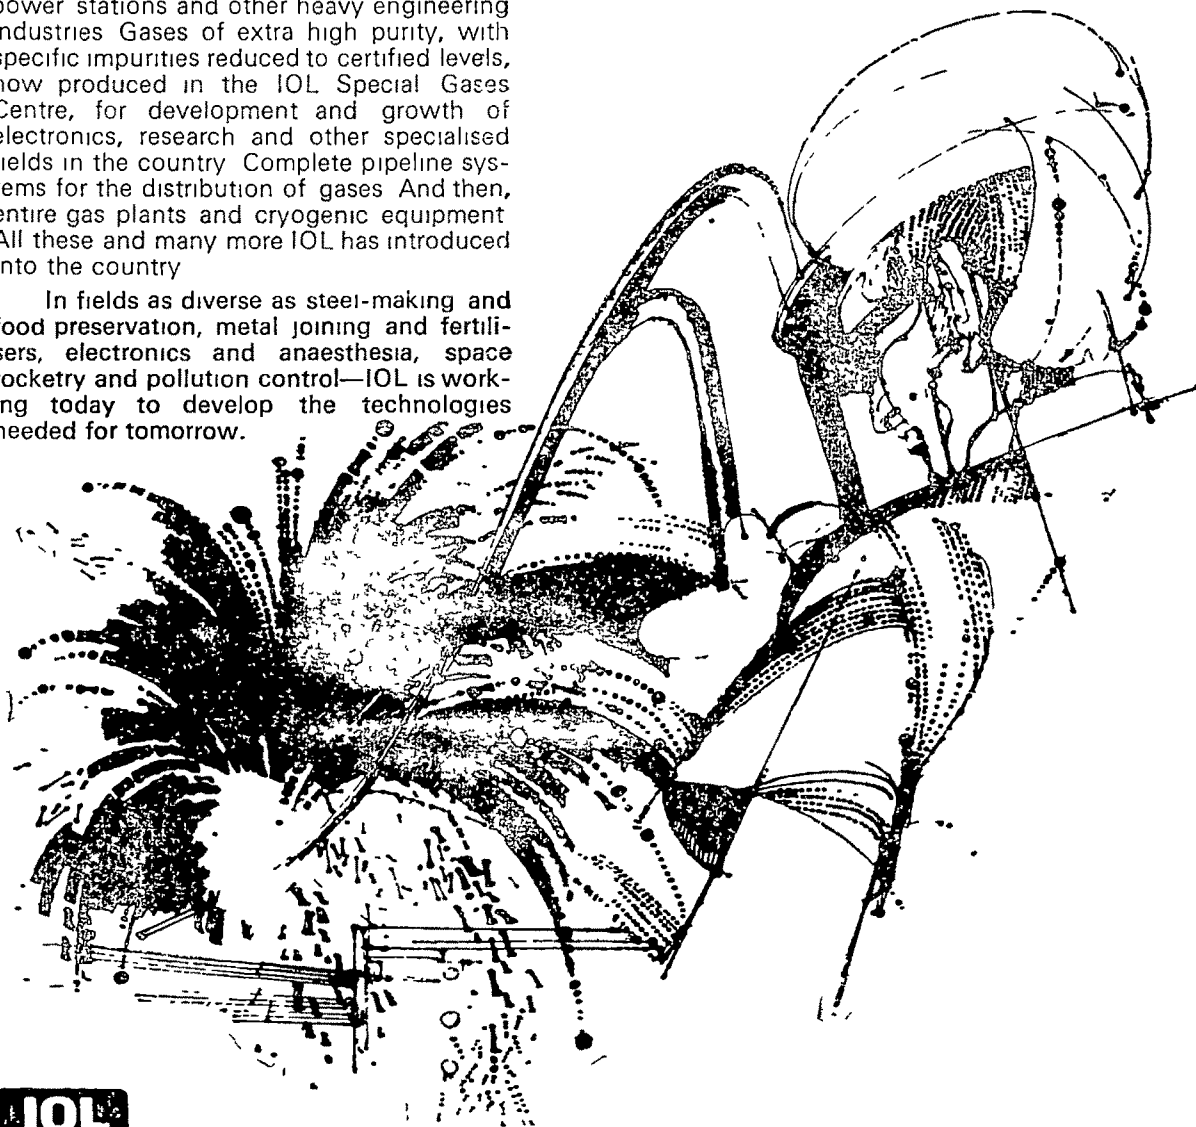 power stations and other heavy engineering
industries Gases of extra high purity, with
specific impurities reduced to certified levels,
now produced in the IOL Special Gases
Centre, for development and growth of
electronics, research and other specialised
fields in the country Complete pipeline sys-
tems for the distribution of gases And then,
entire gas plants and cryogenic equipment
All these and many more IOL has introduced
into the country
In fields as diverse as steel-making and
food preservation, metal joining and fertili-
sers, electronics and anaesthesia, space
rocketry and pollution control—IOL is work-
ing today to develop the technologies
needed for tomorrow.
IOL